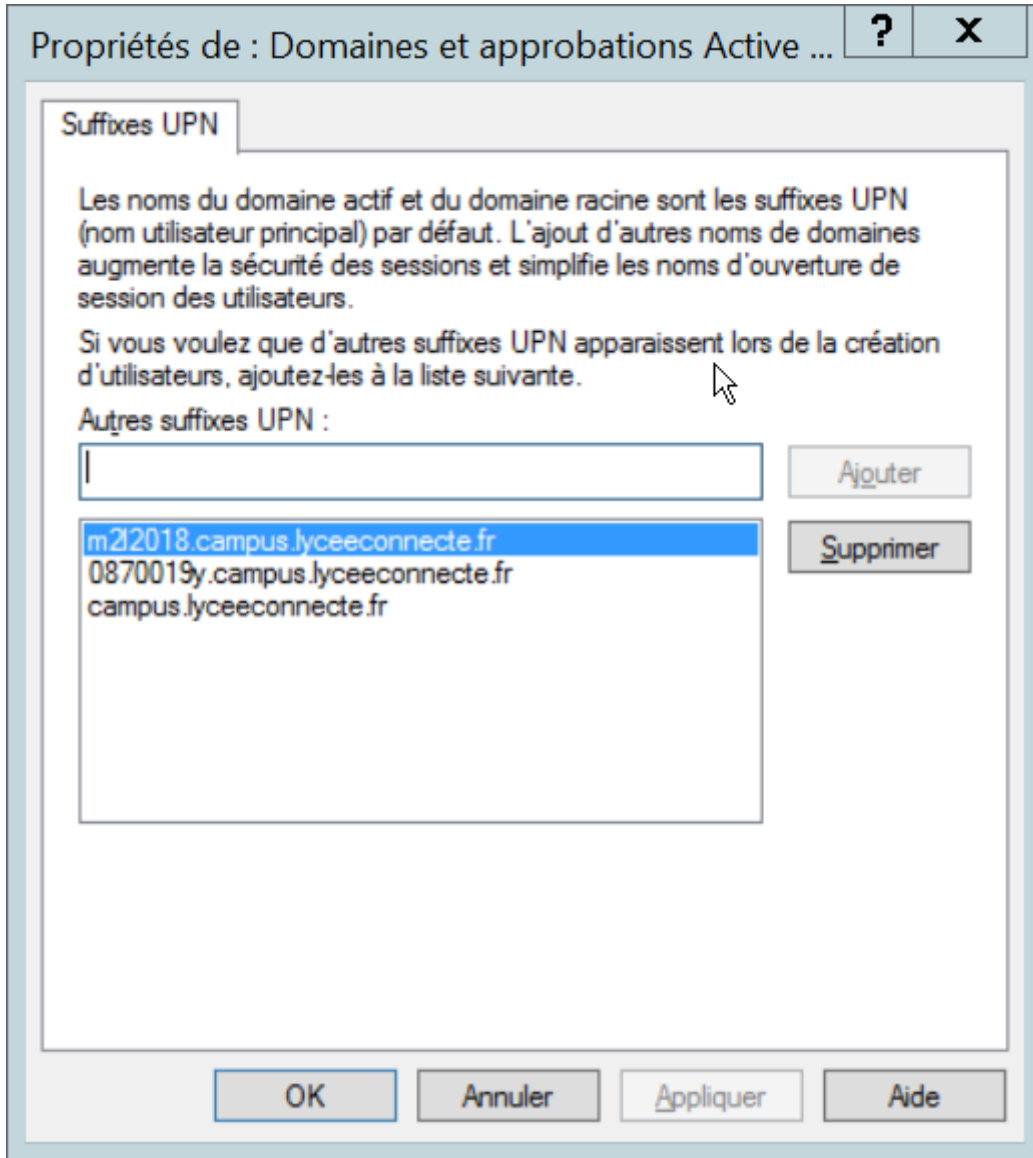 Propriétés de : Domaines et approbations Active ...
?
X
Suffixes UPN
Les noms du domaine actif et du domaine racine sont les suffixes UPN
(nom utilisateur principal) par défaut. L'ajout d'autres noms de domaines
augmente la sécurité des sessions et simplifie les noms d'ouverture de
session des utilisateurs.
Si vous voulez que d'autres suffixes UPN apparaissent lors de la création
d'utilisateurs, ajoutez-les à la liste suivante.
Autres suffixes UPN :
Ajouter
m2l2018.campus.lyceeconnecte.fr
Supprimer
0870019y.campus.lyceeconnecte.fr
campus.lyceeconnecte.fr
OK
Annuler
Appliquer
Aide